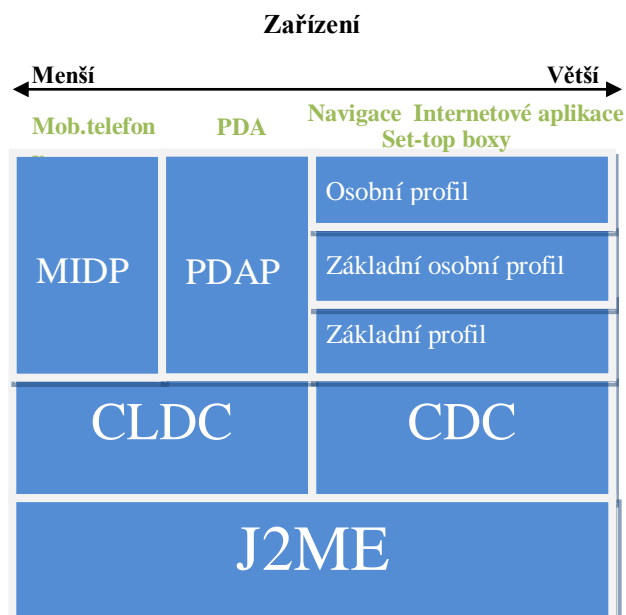 Zařízení
Menší Větší
Mob.telefon PDA Navigace Internetové aplikace
Set-top boxy
Osobní profil
MIDP PDAP Základní osobní profil
Základní profil
CLDC CDC
J2ME